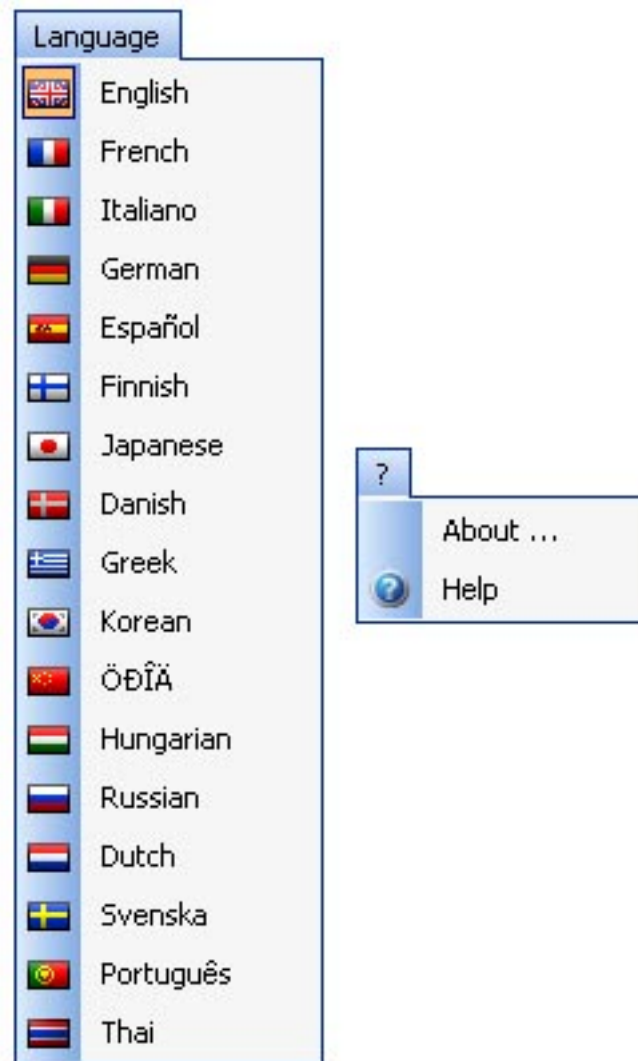 Language
English
French
Italiano
German
Español
Finnish
Japanese
Danish
Greek
Korean
ÖÐÎÄ
Hungarian
Russian
Dutch
Svenska
Português
Thai
?
About ...
Help